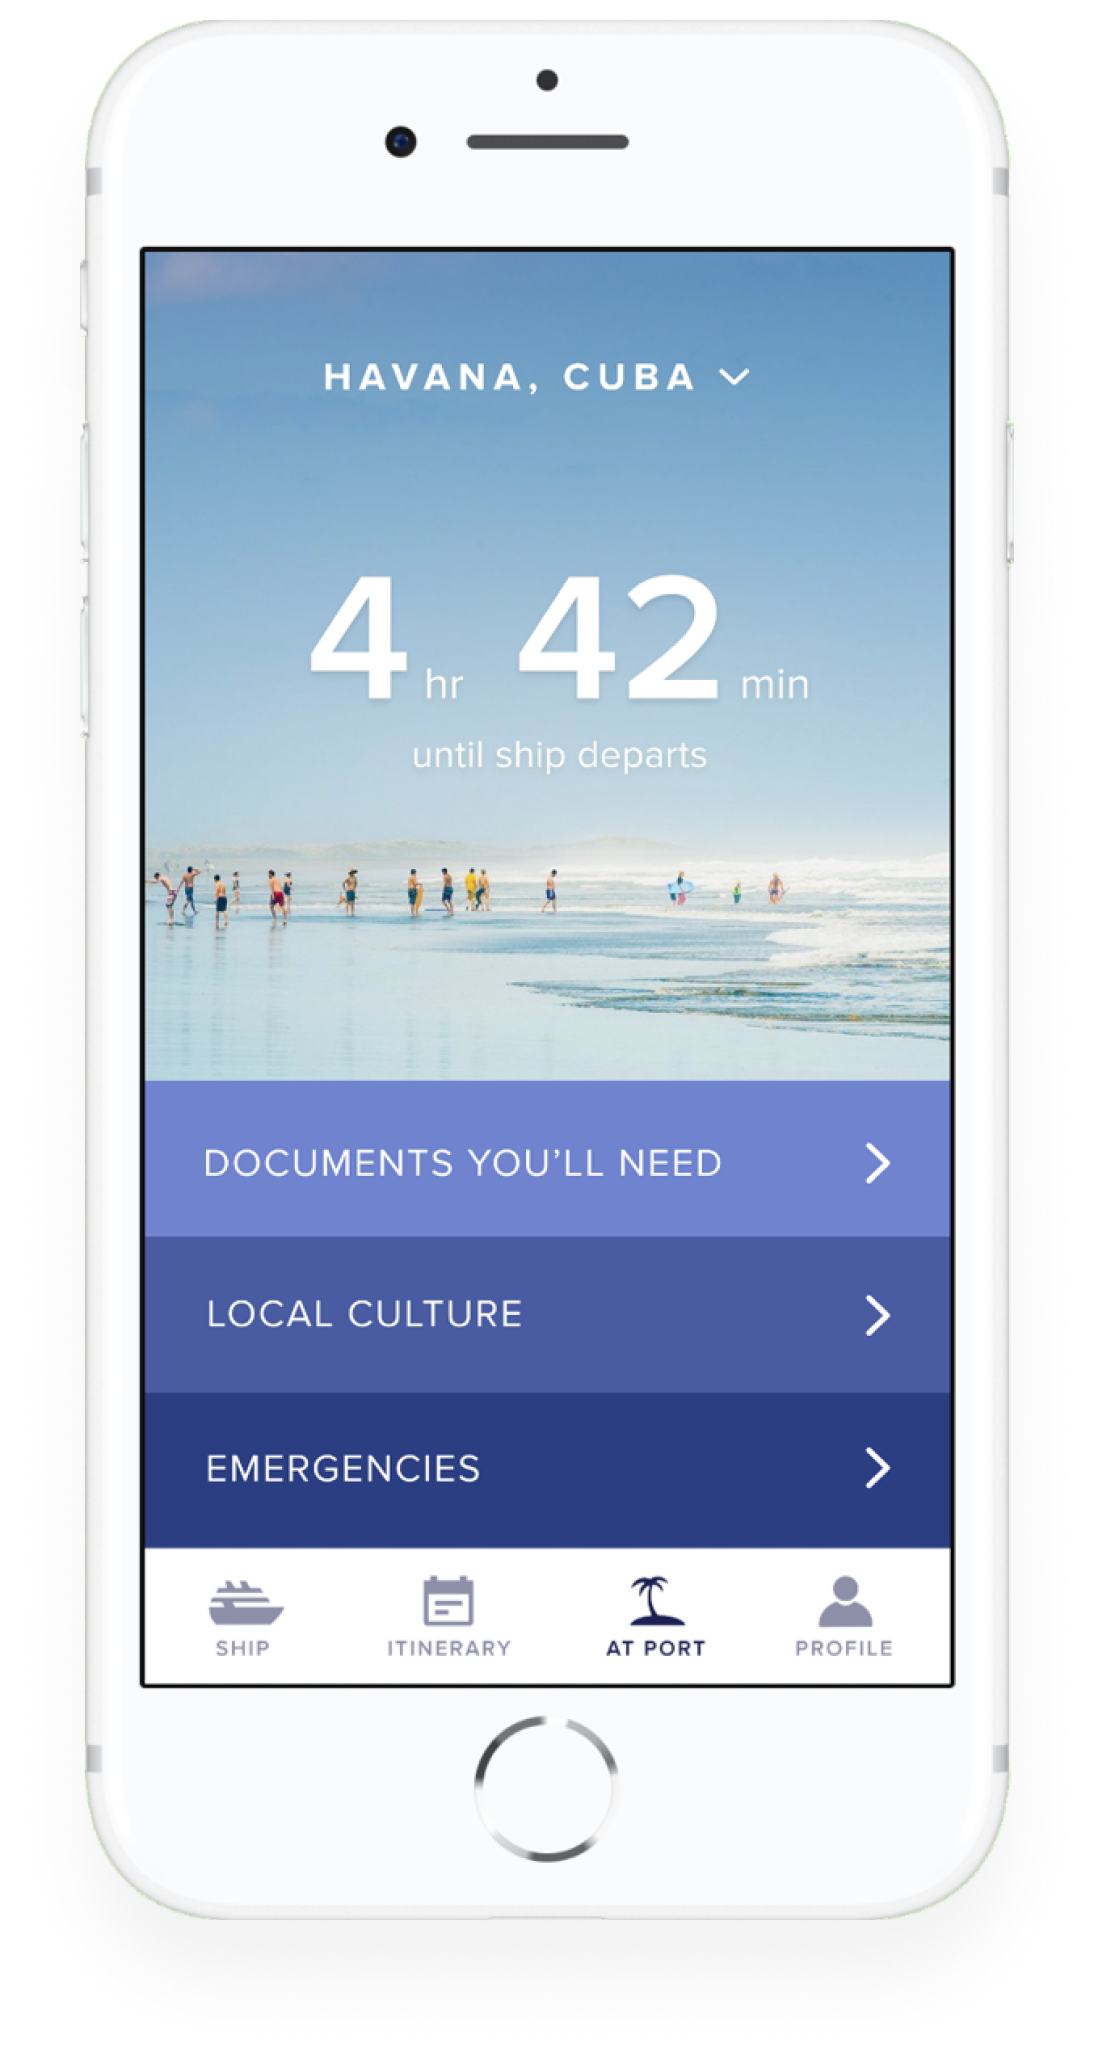 HAVANA, CUBA
4 hr 42 min
until ship departs
DOCUMENTS YOU’LL NEED
LOCAL CULTURE
EMERGENCIES
SHIP ITINERARY AT PORT PROFILE